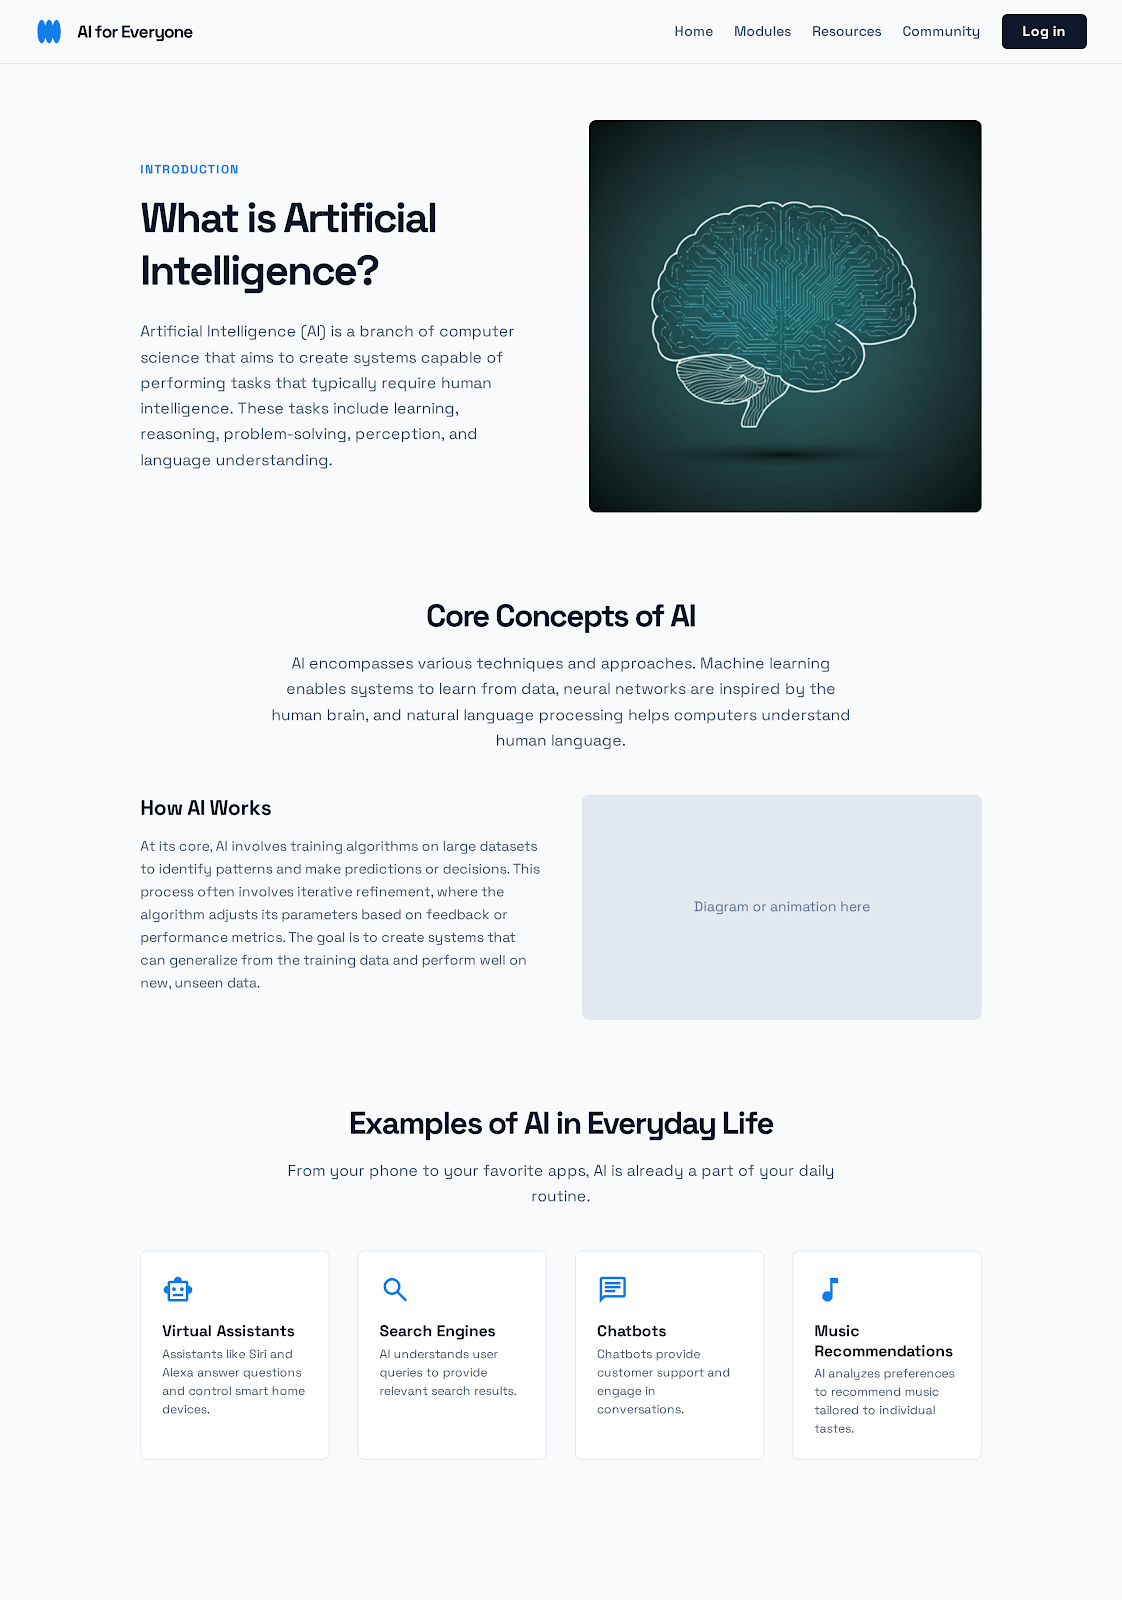 AI for Everyone
Home
Modules
Resources
Community
Log in
INTRODUCTION
What is Artificial
Intelligence?
Artificial Intelligence (AI) is a branch of computer
science that aims to create systems capable of
performing tasks that typically require human
intelligence. These tasks include learning,
reasoning, problem-solving, perception, and
language understanding.
Core Concepts of AI
AI encompasses various techniques and approaches. Machine learning
enables systems to learn from data, neural networks are inspired by the
human brain, and natural language processing helps computers understand
human language.
How AI Works
At its core, AI involves training algorithms on large datasets
to identify patterns and make predictions or decisions. This
process often involves iterative refinement, where the
algorithm adjusts its parameters based on feedback or
performance metrics. The goal is to create systems that
can generalize from the training data and perform well on
new, unseen data.
Diagram or animation here
Examples of AI in Everyday Life
From your phone to your favorite apps, AI is already a part of your daily
routine.
Virtual Assistants
Assistants like Siri and
Alexa answer questions
and control smart home
devices.
Search Engines
AI understands user
queries to provide
relevant search results.
Chatbots
Chatbots provide
customer support and
engage in
conversations.
Music
Recommendations
AI analyzes preferences
to recommend music
tailored to individual
tastes.